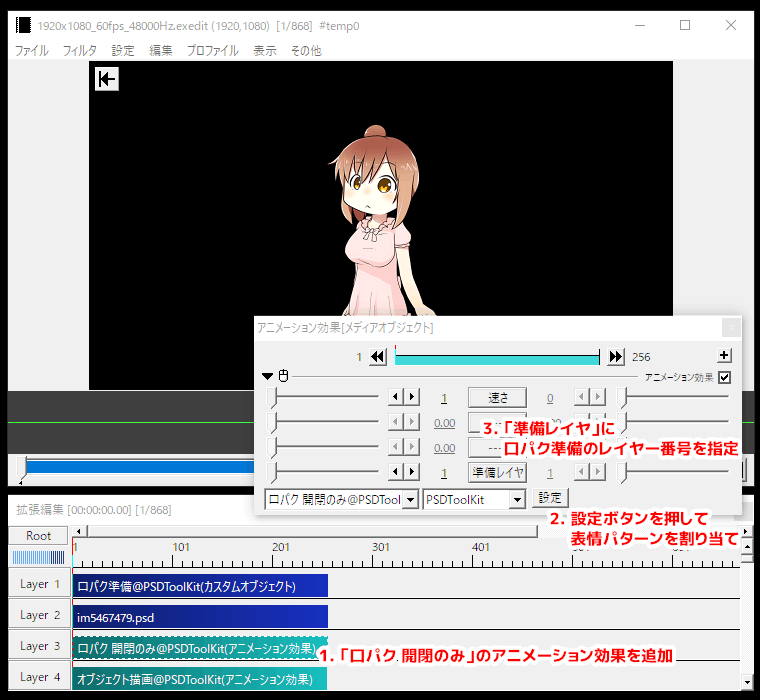 1920x1080_60fps_48000Hz.exedit (1920,1080) [1/868] #temp0
ファイル フィルタ 設定 編集 プロファイル 表示 その他
アニメーション効果[メディアオブジェクト]
1 256
アニメーション効果
1 速さ 0
0.00
3. 「準備レイヤ」に
口パク準備のレイヤー番号を指定
0.00 ---
1 準備レイヤ 1
口パク 開閉のみ@PSDTool PSDToolKit 設定
2. 設定ボタンを押して
表情パターンを割り当て
拡張編集 [00:00:00.00] [1/868]
Root
1 101 201 301 401
Layer 1 口パク準備@PSDToolKit(カスタムオブジェクト)
Layer 2 im5467479.psd
Layer 3 口パク 開閉のみ@PSDToolKit(アニメーション効果)
1. 「口パク 開閉のみ」のアニメーション効果を追加
Layer 4 オブジェクト描画@PSDToolKit(アニメーション効果)